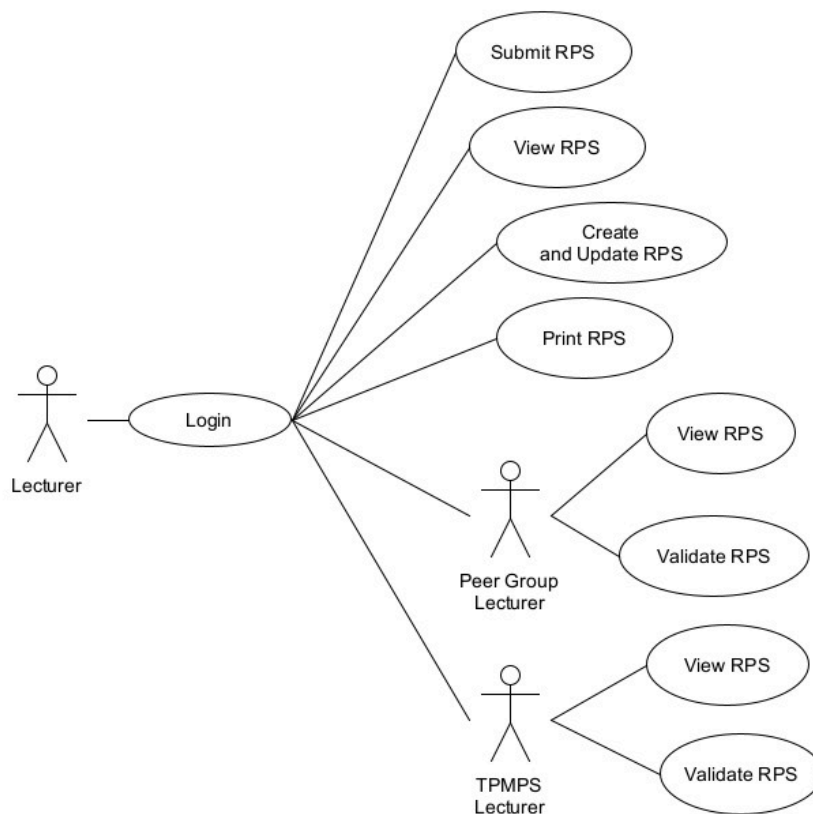 Submit RPS
View RPS
Create
and Update RPS
Print RPS
Login
Lecturer
View RPS
Peer Group
Lecturer
Validate RPS
View RPS
TPMPS
Lecturer
Validate RPS